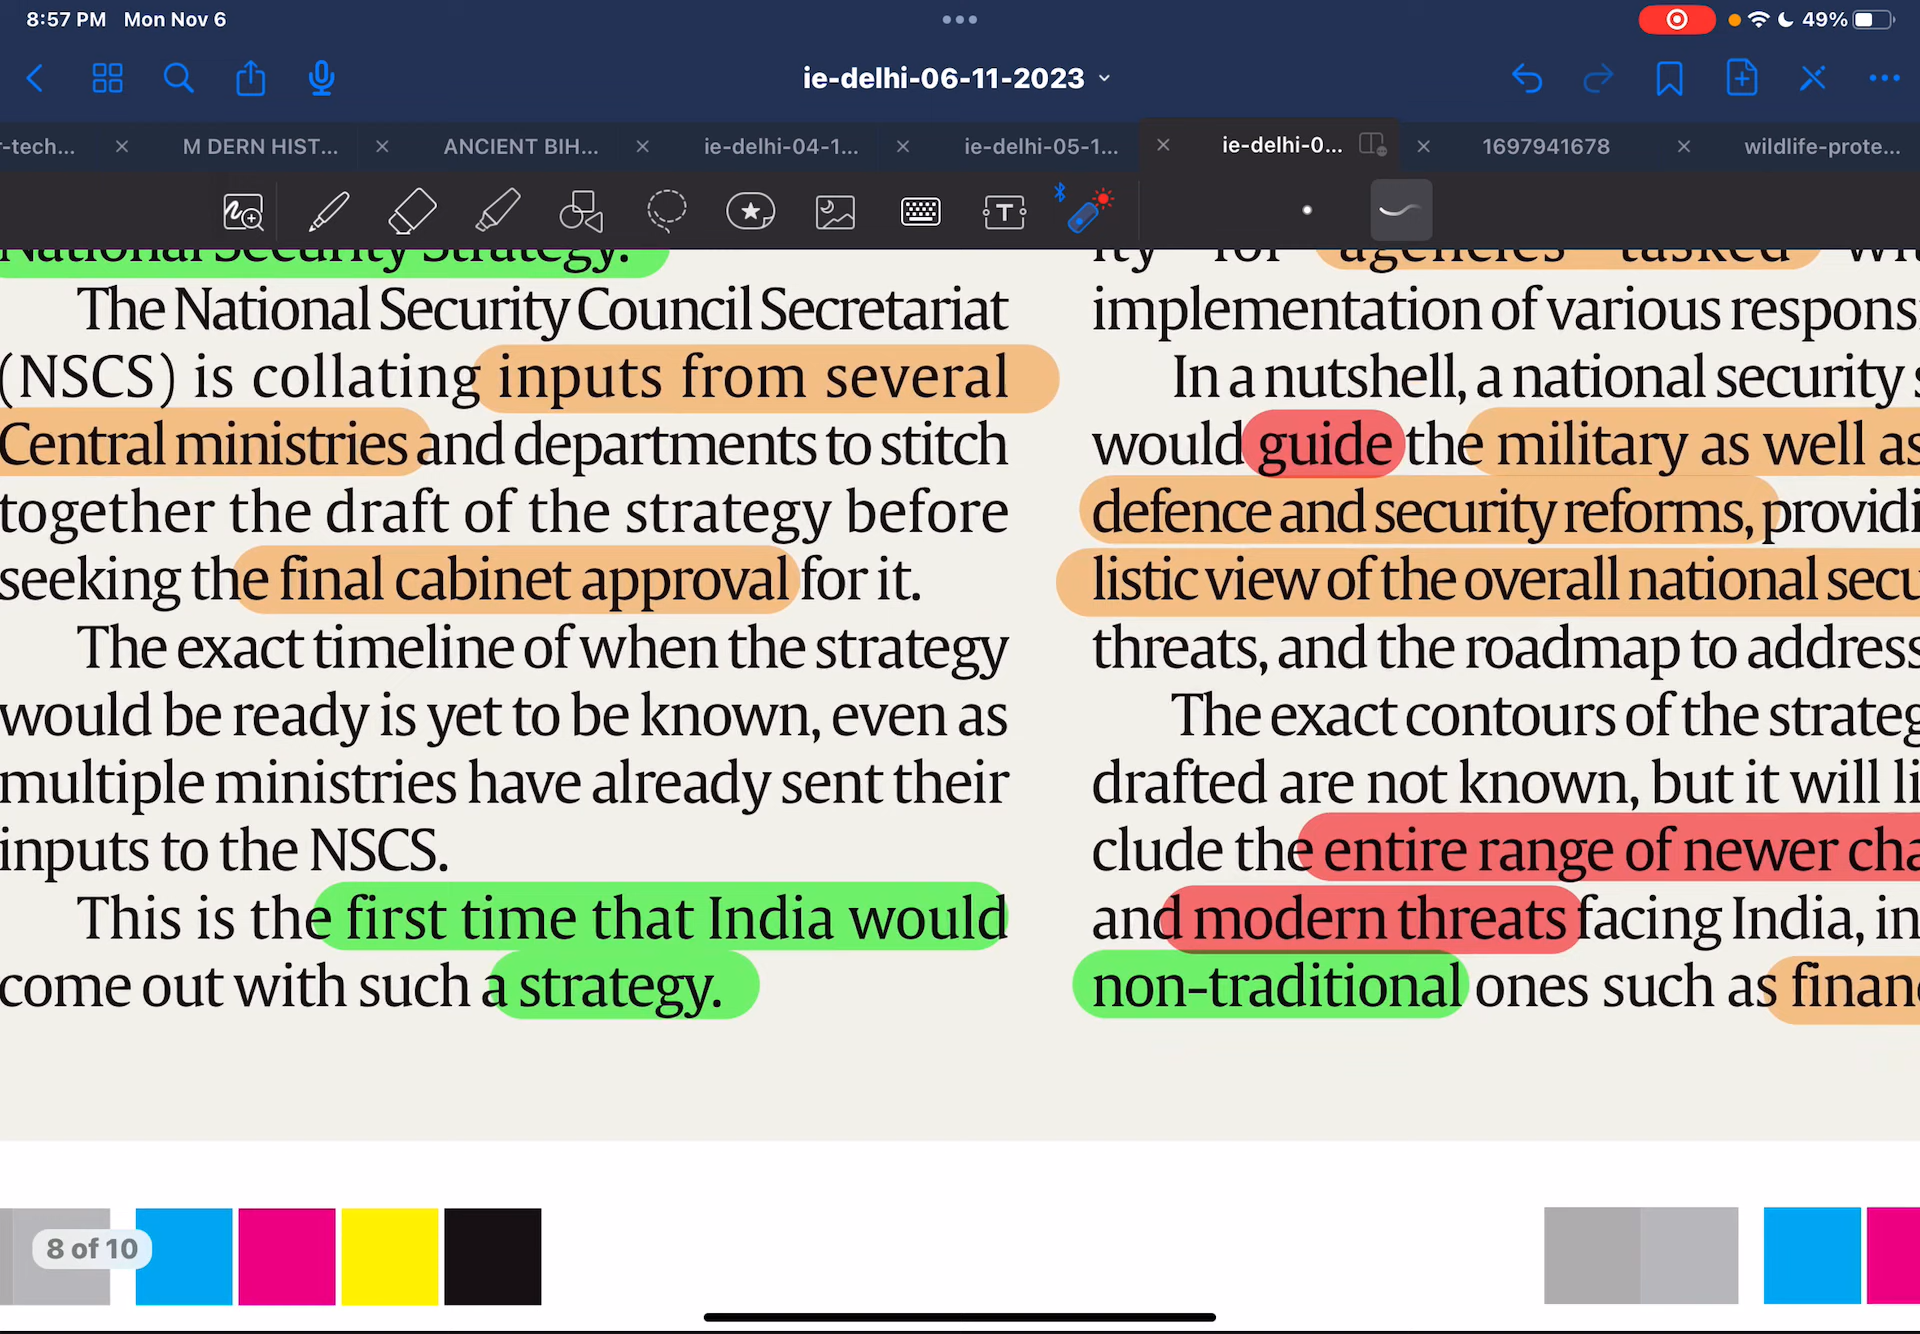 8:57 PM Mon Nov 6
49%
ie-delhi-06-11-2023
-tech...
M DERN HIST...
ANCIENT BIH...
ie-delhi-04-1...
ie-delhi-05-1...
ie-delhi-0...
1697941678
wildlife-prote...
National Security Strategy.
The National Security Council Secretariat
(NSCS) is collating inputs from several
Central ministries and departments to stitch
together the draft of the strategy before
seeking the final cabinet approval for it.
The exact timeline of when the strategy
would be ready is yet to be known, even as
multiple ministries have already sent their
inputs to the NSCS.
This is the first time that India would
come out with such a strategy.
ity for agencies tasked wi
implementation of various respons
In a nutshell, a national security s
would guide the military as well as
defence and security reforms, providi
listic view of the overall national secu
threats, and the roadmap to address
The exact contours of the strateg
drafted are not known, but it will li
clude the entire range of newer cha
and modern threats facing India, in
non-traditional ones such as finan
8 of 10